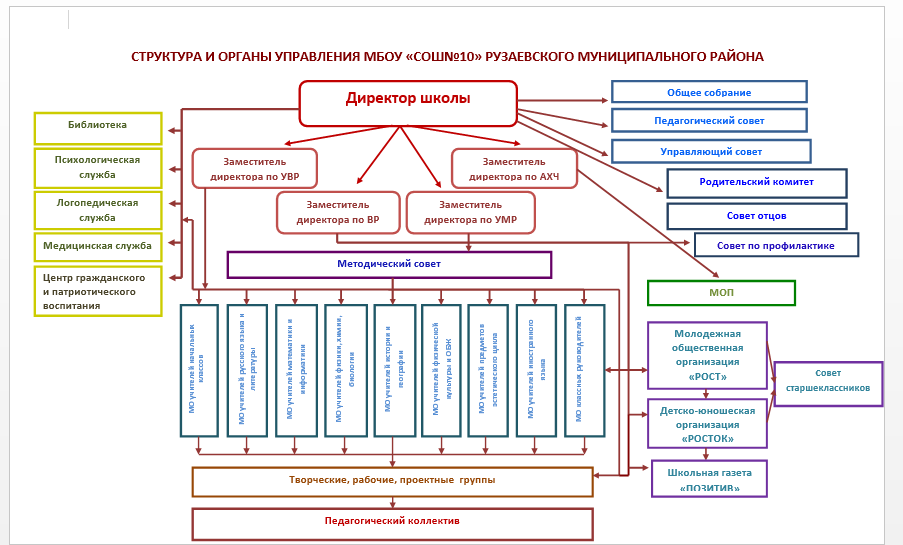 СТРУКТУРА И ОРГАНЫ УПРАВЛЕНИЯ МБОУ «СОШ№10» РУЗАЕВСКОГО МУНИЦИПАЛЬНОГО РАЙОНА
Директор школы
Общее собрание
Педагогический совет
Управляющий совет
Родительский комитет
Совет отцов
Совет по профилактике
МОП
Библиотека
Психологическая
служба
Логопедическая
служба
Медицинская служба
Центр гражданского
и патриотического
воспитания
Заместитель
директора по УВР
Заместитель
директора по ВР
Заместитель
директора по УМР
Заместитель
директора по АХЧ
Методический совет
МО учителей начальных
классов
МО учителей русского языка и
литературы
МО учителей математики и
информатики
МО учителей физики, химии,
биологии
МО учителей истории и
географии
МО учителей физической
культуры и ОБЖ
МО учителей предметов
эстетического цикла
МО учителей иностранного
языка
МО классных руководителей
Молодежная
общественная
организация
«РОСТ»
Детско-юношеская
организация
«РОСТОК»
Школьная газета
«ПОЗИТИВ»
Совет
старшеклассников
Творческие, рабочие, проектные группы
Педагогический коллектив